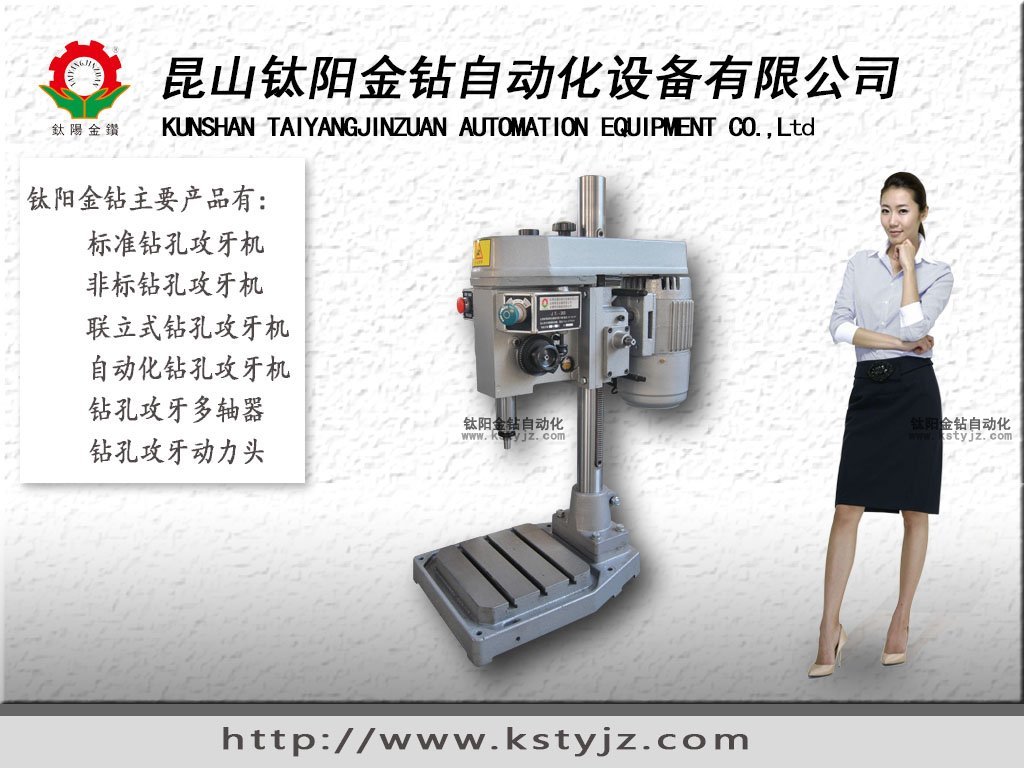 TAIYANGJINZUAN
®
鈦陽金鑽
昆山钛阳金钻自动化设备有限公司
KUNSHAN TAIYANGJINZUAN AUTOMATION EQUIPMENT CO.,Ltd
钛阳金钻主要产品有：
标准钻孔攻牙机
非标钻孔攻牙机
联立式钻孔攻牙机
自动化钻孔攻牙机
钻孔攻牙多轴器
钻孔攻牙动力头
钛阳金钻自动化
www.kstyjz.com
钛阳金钻自动化
www.kstyjz.com
http://www.kstyjz.com